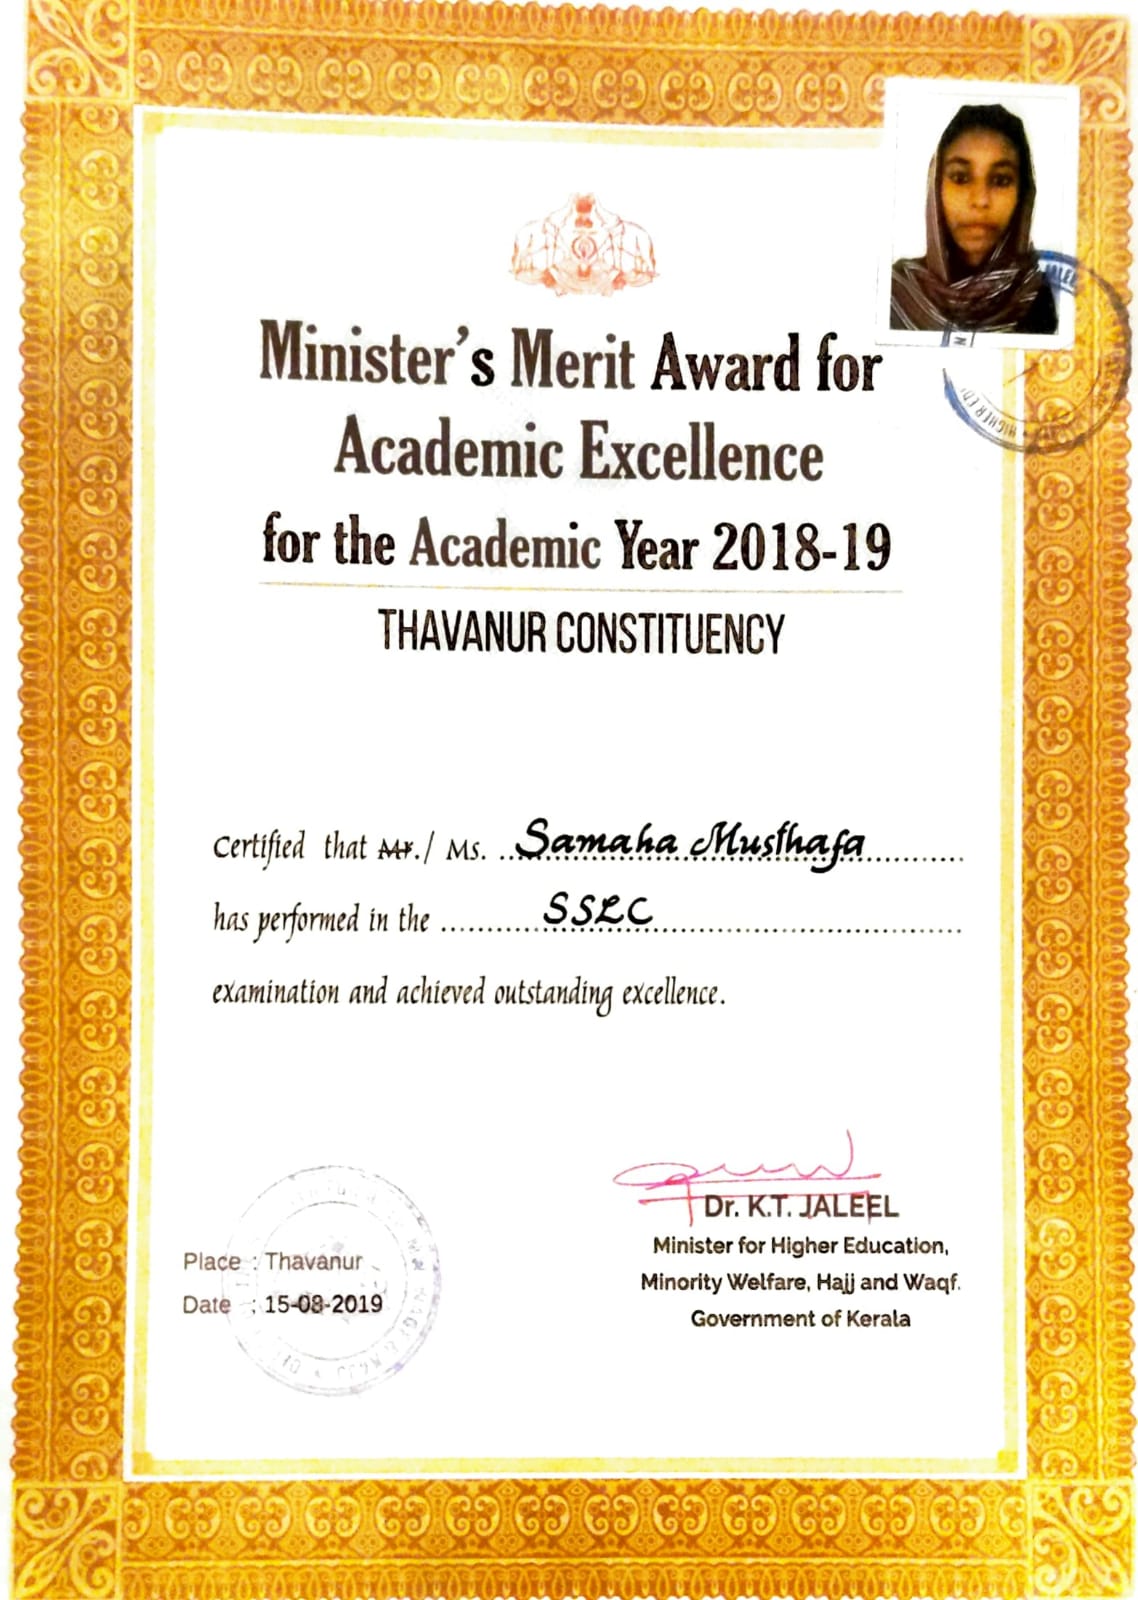 Minister's Merit Award for
Academic Excellence
for the Academic Year 2018-19
THAVANUR CONSTITUENCY
Certified that Mr./ Ms. Samaha Musthafa
has performed in the SSLC
examination and achieved outstanding excellence.
Dr. K.T. JALEEL
Minister for Higher Education,
Minority Welfare, Hajj and Waqf.
Government of Kerala
Place : Thavanur
Date : 15-08-2019
HIGHER